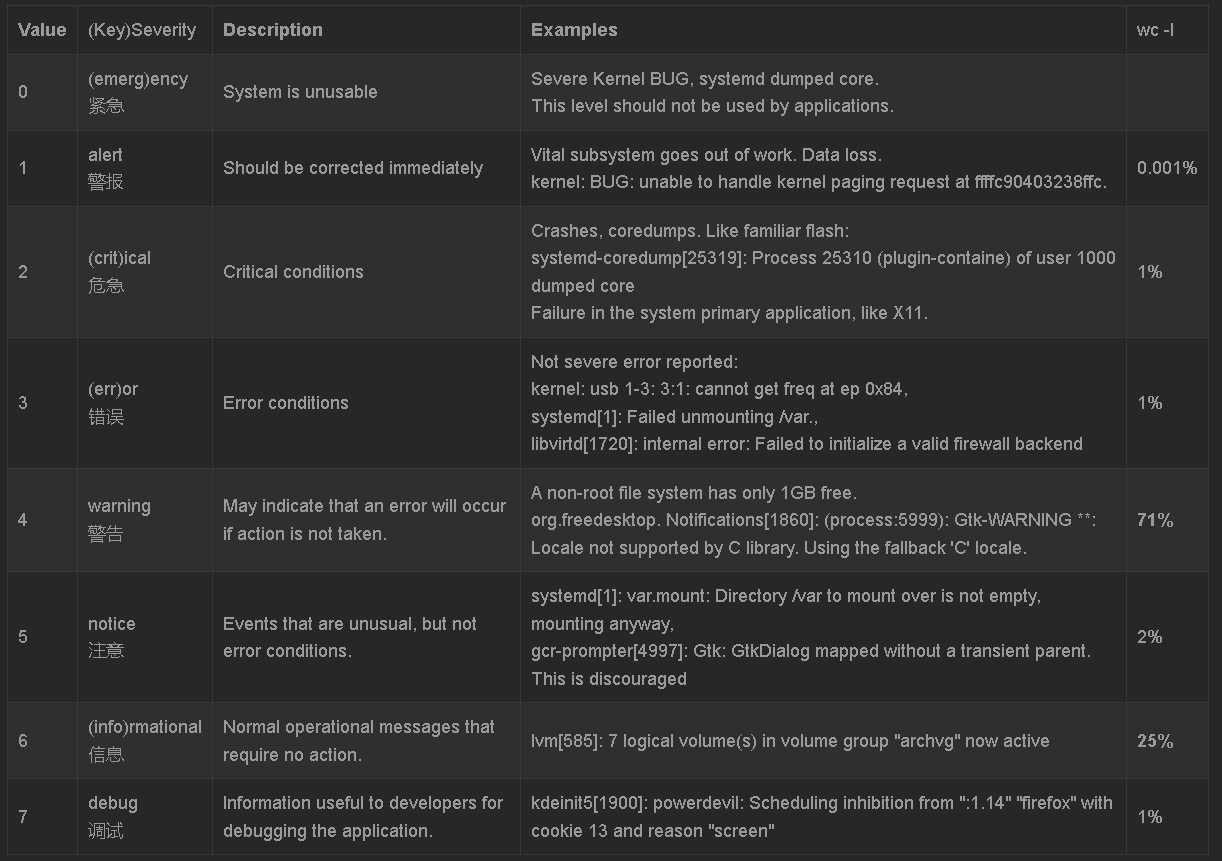 Value (Key)Severity Description Examples wc -l
0
(emerg)ency
紧急
System is unusable
Severe Kernel BUG, systemd dumped core.
This level should not be used by applications.
1
alert
警报
Should be corrected immediately
Vital subsystem goes out of work. Data loss.
kernel: BUG: unable to handle kernel paging request at ffffc90403238ffc.
0.001%
2
(crit)ical
危急
Critical conditions
Crashes, coredumps. Like familiar flash:
systemd-coredump[25319]: Process 25310 (plugin-containe) of user 1000
dumped core
Failure in the system primary application, like X11.
1%
3
(err)or
错误
Error conditions
Not severe error reported:
kernel: usb 1-3: 3:1: cannot get freq at ep 0x84,
systemd[1]: Failed unmounting /var.,
libvirtd[1720]: internal error: Failed to initialize a valid firewall backend
1%
4
warning
警告
May indicate that an error will occur
if action is not taken.
A non-root file system has only 1GB free.
org.freedesktop. Notifications[1860]: (process:5999): Gtk-WARNING **:
Locale not supported by C library. Using the fallback 'C' locale.
71%
5
notice
注意
Events that are unusual, but not
error conditions.
systemd[1]: var.mount: Directory /var to mount over is not empty,
mounting anyway,
gcr-prompter[4997]: Gtk: GtkDialog mapped without a transient parent.
This is discouraged
2%
6
(info)rmational
信息
Normal operational messages that
require no action.
lvm[585]: 7 logical volume(s) in volume group "archvg" now active
25%
7
debug
调试
Information useful to developers for
debugging the application.
kdeinit5[1900]: powerdevil: Scheduling inhibition from ":1.14" "firefox" with
cookie 13 and reason "screen"
1%